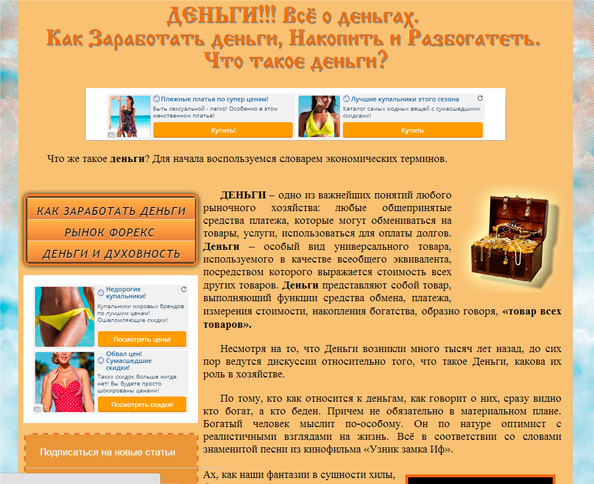 ДЕНЬГИ!!! Всё о деньгах.
Как Заработать деньги, Накопить и Разбогатеть.
Что такое деньги?
Пляжные платья по супер ценам!
Быть сексуальной - легко! Особенно в этом
женственном платье!
Купить!
Лучшие купальники этого сезона
Каталог самых модных вещей с сумасшедшими
скидками!
Купить
Что же такое деньги? Для начала воспользуемся словарем экономических терминов.
КАК ЗАРАБОТАТЬ ДЕНЬГИ
РЫНОК ФОРЕКС
ДЕНЬГИ И ДУХОВНОСТЬ
Недорогие
купальники!
Купальники мировых брендов
по лучшим ценам!
Ошеломляющие скидки!
Посмотреть цены!
Обвал цен!
Сумасшедшие
скидки!
Таких скидок больше нигде
нет! Вы будете просто
шокированы ценами!
Посмотреть скидки!
Подписаться на новые статьи
ДЕНЬГИ – одно из важнейших понятий любого
рыночного хозяйства: любые общепринятые
средства платежа, которые могут обмениваться на
товары, услуги, использоваться для оплаты долгов.
Деньги – особый вид универсального товара,
используемого в качестве всеобщего эквивалента,
посредством которого выражается стоимость всех
других товаров. Деньги представляют собой товар,
выполняющий функции средства обмена, платежа,
измерения стоимости, накопления богатства, образно говоря, «товар всех
товаров».
Несмотря на то, что Деньги возникли много тысяч лет назад, до сих
пор ведутся дискуссии относительно того, что такое Деньги, какова их
роль в хозяйстве.
По тому, кто как относится к деньгам, как говорит о них, сразу видно
кто богат, а кто беден. Причем не обязательно в материальном плане.
Богатый человек мыслит по-особому. Он по натуре оптимист с
реалистичными взглядами на жизнь. Всё в соответствии со словами
знаменитой песни из кинофильма «Узник замка Иф».
Ах, как наши фантазии в сущности хилы,